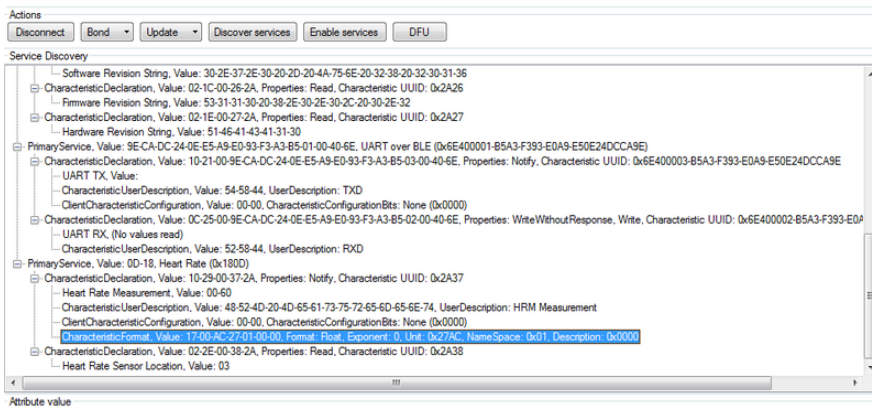 Actions
Disconnect
Bond
Update
Discover services
Enable services
DFU
Service Discovery
Software Revision String, Value: 30-2E-37-2E-30-20-2D-20-4A-75-6E-20-32-38-20-32-30-31-36
CharacteristicDeclaration, Value: 02-1C-00-26-2A, Properties: Read, Characteristic UUID: 0x2A26
Firmware Revision String, Value: 53-31-31-30-20-38-2E-30-2E-30-2C-20-30-2E-32
CharacteristicDeclaration, Value: 02-1E-00-27-2A, Properties: Read, Characteristic UUID: 0x2A27
Hardware Revision String, Value: 51-46-41-43-41-31-30
PrimaryService, Value: 9E-CA-DC-24-0E-E5-A9-E0-93-F3-A3-B5-01-00-40-6E, UART over BLE (0x6E400001-B5A3-F393-E0A9-E50E24DCCA9E)
CharacteristicDeclaration, Value: 10-21-00-9E-CA-DC-24-0E-E5-A9-E0-93-F3-A3-B5-03-00-40-6E, Properties: Notify, Characteristic UUID: 0x6E400003-B5A3-F393-E0A9-E50E24DCCA9E
UART TX, Value:
CharacteristicUserDescription, Value: 54-58-44, UserDescription: TXD
ClientCharacteristicConfiguration, Value: 00-00, CharacteristicConfigurationBits: None (0x0000)
CharacteristicDeclaration, Value: 0C-25-00-9E-CA-DC-24-0E-E5-A9-E0-93-F3-A3-B5-02-00-40-6E, Properties: WriteWithoutResponse, Write, Characteristic UUID: 0x6E400002-B5A3-F393-E0A
UART RX, (No values read)
CharacteristicUserDescription, Value: 52-58-44, UserDescription: RXD
PrimaryService, Value: 0D-18, Heart Rate (0x180D)
CharacteristicDeclaration, Value: 10-29-00-37-2A, Properties: Notify, Characteristic UUID: 0x2A37
Heart Rate Measurement, Value: 00-60
CharacteristicUserDescription, Value: 48-52-4D-20-4D-65-61-73-75-72-65-6D-65-6E-74, UserDescription: HRM Measurement
ClientCharacteristicConfiguration, Value: 00-00, CharacteristicConfigurationBits: None (0x0000)
CharacteristicFormat, Value: 17-00-AC-27-01-00-00, Format: Float, Exponent: 0, Unit: 0x27AC, NameSpace: 0x01, Description: 0x0000
CharacteristicDeclaration, Value: 02-2E-00-38-2A, Properties: Read, Characteristic UUID: 0x2A38
Heart Rate Sensor Location, Value: 03
Attribute value